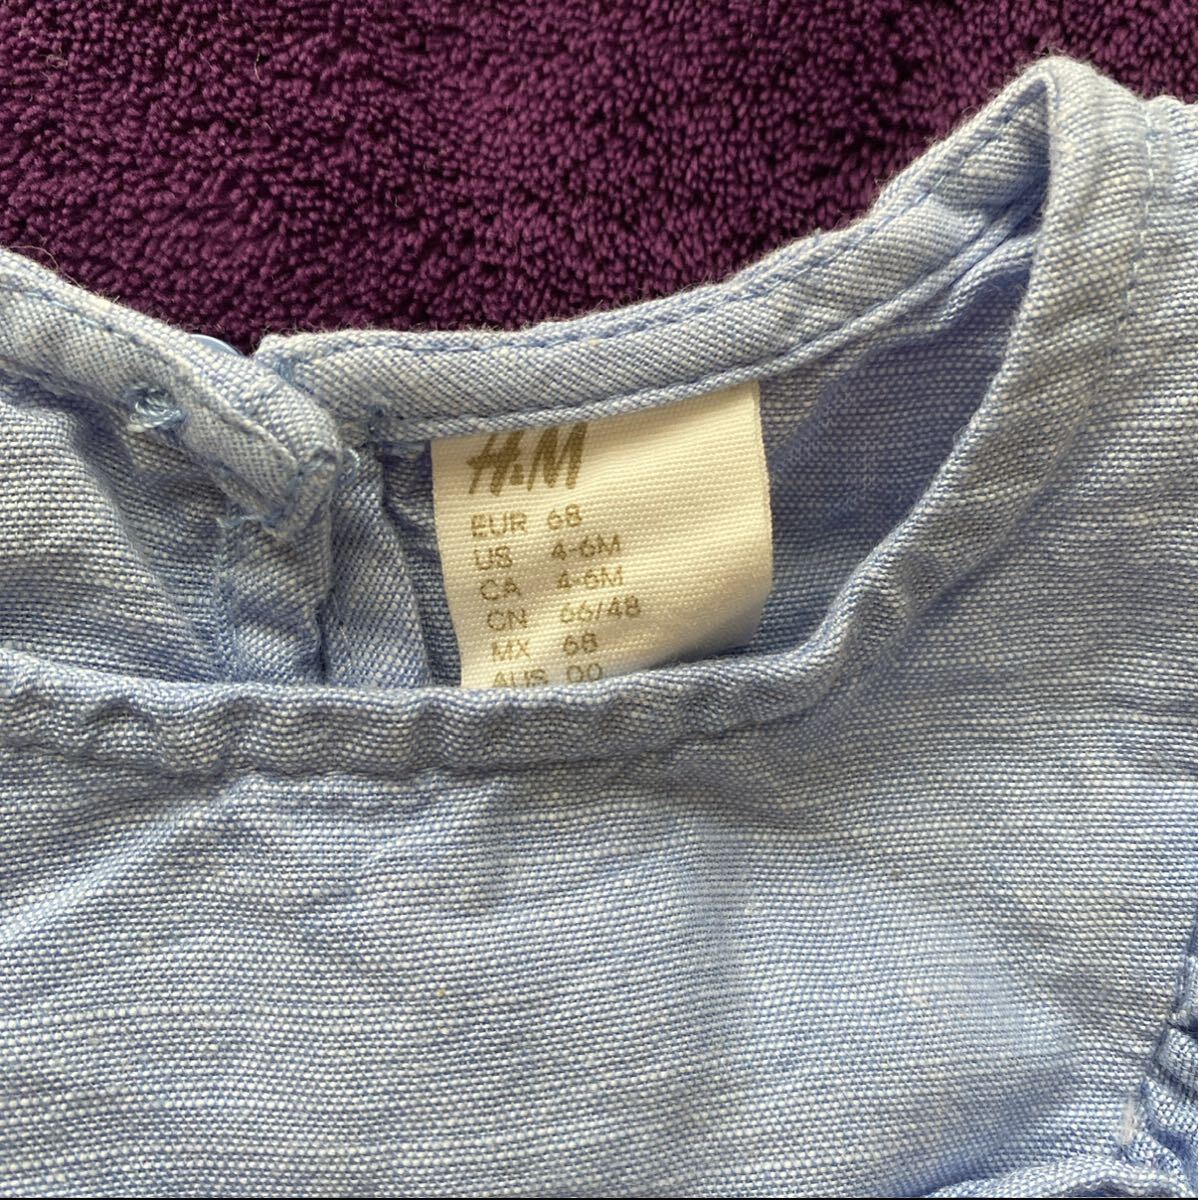 H&M
EUR 68
US 4-6M
CA 4-6M
CN 66/48
MX 68
AUS 00